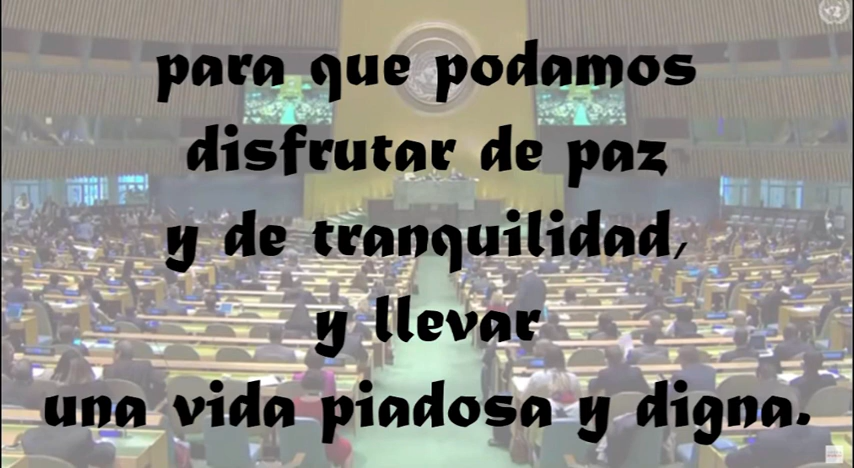 para que podamos
disfrutar de paz
y de tranquilidad,
y llevar
una vida piadosa y digna.